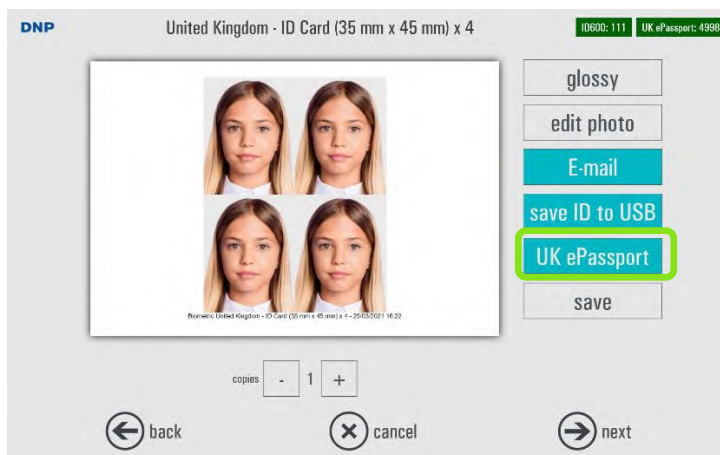 DNP
United Kingdom - ID Card (35 mm x 45 mm) x 4
ID600: 111
UK ePassport: 4998
glossy
edit photo
E-mail
save ID to USB
UK ePassport
save
Biometric United Kingdom - ID Card (35 mm x 45 mm) x 4 - 25/03/2021 16:22
copies - 1 +
back
cancel
next